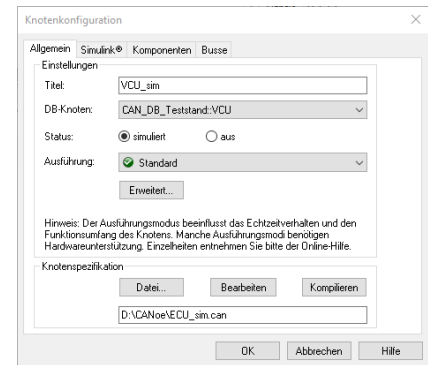 Knotenkonfiguration
Allgemein Simulink® Komponenten Busse
Einstellungen
Titel: VCU_sim
DB-Knoten: CAN_DB_Teststand::VCU
Status: simuliert aus
Ausführung: Standard
Erweitert...
Hinweis: Der Ausführungsmodus beeinflusst das Echtzeitverhalten und den
Funktionsumfang des Knotens. Manche Ausführungsmodi benötigen
Hardwareunterstützung. Einzelheiten entnehmen Sie bitte der Online-Hilfe.
Knotenspezifikation
Datei... Bearbeiten Kompilieren
D:\CANoe\ECU_sim.can
OK Abbrechen Hilfe